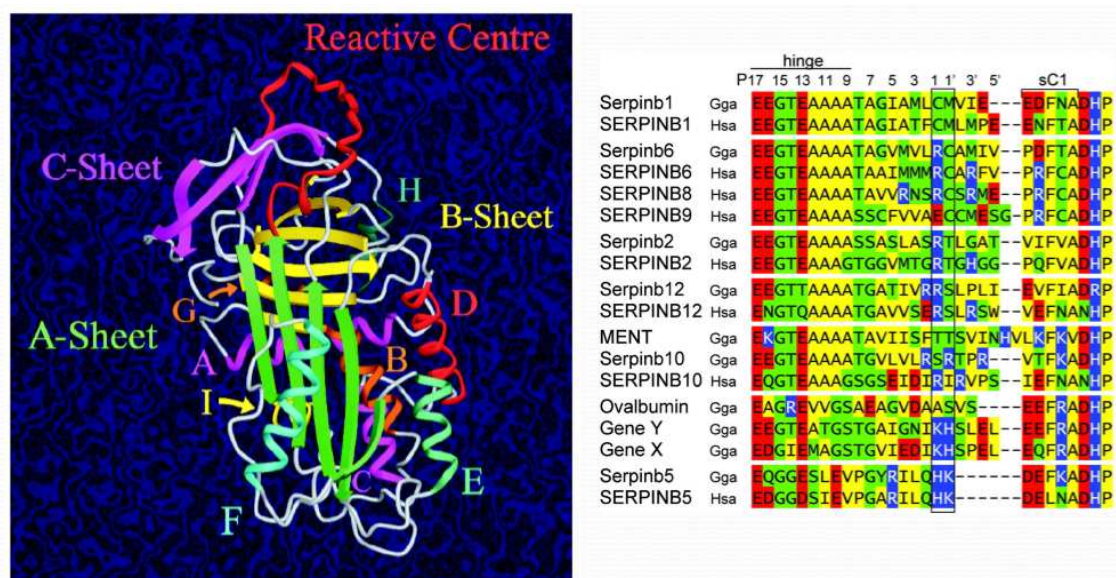 Reactive Centre
C-Sheet
H
B-Sheet
G
D
A-Sheet
A
B
I
C
E
F
hinge
P17 15 13 11 9 7 5 3 1 1' 3' 5' sC1
Serpinb1 Gga EEGTEAAAATAGIAMLCMVIE---EDFNADHP
SERPINB1 Hsa EEGTEAAAATAGIATFCMLMPE--ENFTADHP
Serpinb6 Gga EEGTEAAAATAGVMVLRCAMIV--PDFTADHP
SERPINB6 Hsa EEGTEAAAATAAIMMMRCARFV--PRFCADHP
SERPINB8 Hsa EEGTEAAAATAVVRNSRCSRME--PRFCADHP
SERPINB9 Hsa EEGTEAAAASSCFVVAECCMESG-PRFCADHP
Serpinb2 Gga EEGTEAAAASSASLASRTLGAT--VIFVADHP
SERPINB2 Hsa EEGTEAAAGTGGVMTGRTGHGG--PQFVADHP
Serpinb12 Gga EEGTTAAAATGATIVRRSLPLI--EVFIADRP
SERPINB12 Hsa ENGTQAAAATGAVVSERSLRSW--VEFNANHP
MENT Gga EKGTEAAAATAVIISFTTSVINHVLKFKVDHP
Serpinb10 Gga EEGTEAAAATGVLVLRSRTPR---VTFKADHP
SERPINB10 Hsa EQGTEAAAGSGSEIDIRIRVPS--IEFNANHP
Ovalbumin Gga EAGREVVGSAEAGVDAASVS----EEFRADHP
Gene Y Gga EEGTEATGSTGAIGNIKHSLEL--EEFRADHP
Gene X Gga EDGIEMAGSTGVIEDIKHSPEL--EQFRADHP
Serpinb5 Gga EQGGESLEVPGYRILQHK------DEFKADHP
SERPINB5 Hsa EDGGDSIEVPGARILQHK------DELNADHP